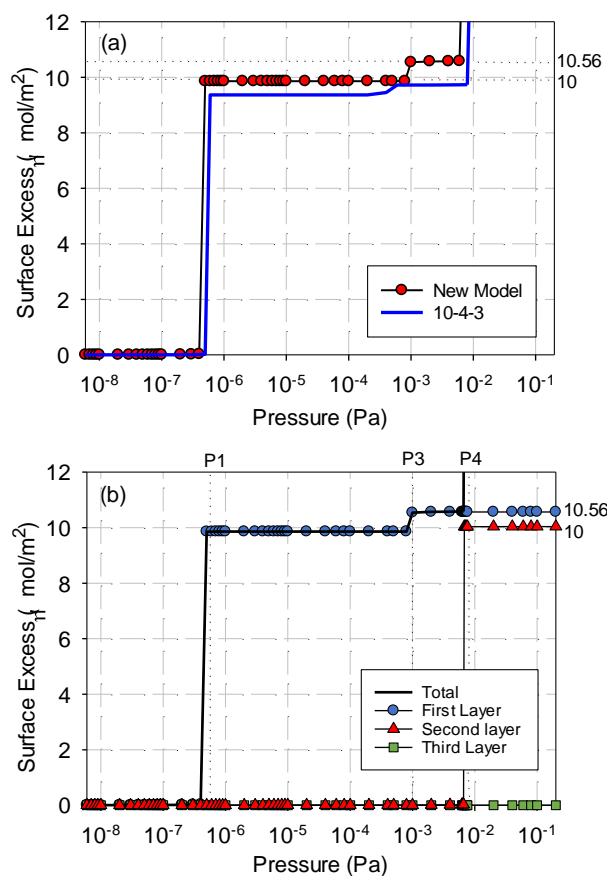 (a)
12
10
8
6
4
2
0
Surface Excess ( mol/m²)
10.56
10
New Model
10-4-3
10⁻⁸ 10⁻⁷ 10⁻⁶ 10⁻⁵ 10⁻⁴ 10⁻³ 10⁻² 10⁻¹
Pressure (Pa)
P1 P3 P4
(b)
12
10
8
6
4
2
0
Surface Excess ( mol/m²)
10.56
10
Total
First Layer
Second layer
Third Layer
10⁻⁸ 10⁻⁷ 10⁻⁶ 10⁻⁵ 10⁻⁴ 10⁻³ 10⁻² 10⁻¹
Pressure (Pa)